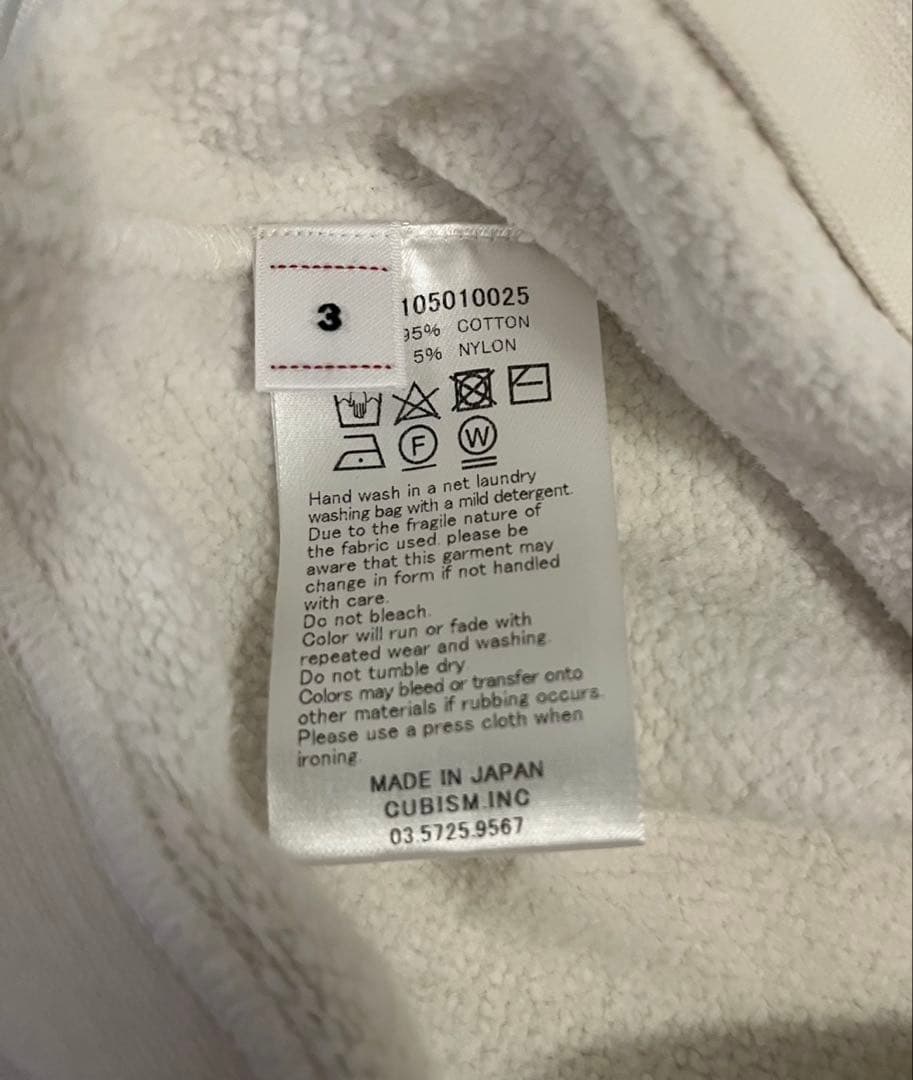 3
105010025
95% COTTON
5% NYLON
F W
Hand wash in a net laundry
washing bag with a mild detergent.
Due to the fragile nature of
the fabric used. please be
aware that this garment may
change in form if not handled
with care.
Do not bleach.
Color will run or fade with
repeated wear and washing.
Do not tumble dry
Colors may bleed or transfer onto
other materials if rubbing occurs.
Please use a press cloth when
ironing.
MADE IN JAPAN
CUBISM.INC
03.5725.9567